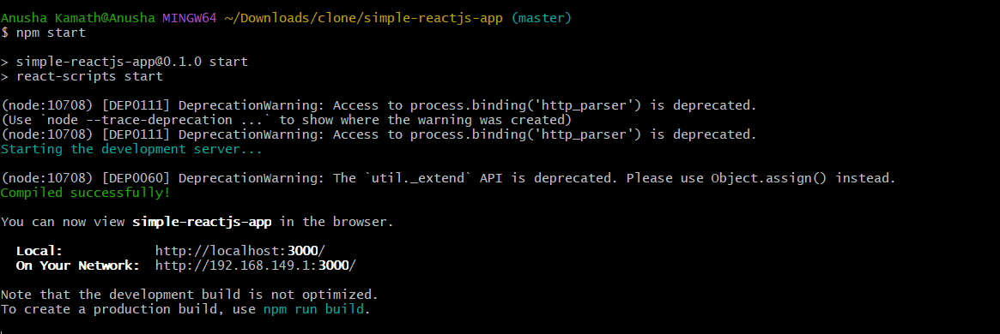 Anusha Kamath@Anusha MINGW64 ~/Downloads/clone/simple-reactjs-app (master)
$ npm start
> simple-reactjs-app@0.1.0 start
> react-scripts start
(node:10708) [DEP0111] DeprecationWarning: Access to process.binding('http_parser') is deprecated.
(Use `node --trace-deprecation ...` to show where the warning was created)
(node:10708) [DEP0111] DeprecationWarning: Access to process.binding('http_parser') is deprecated.
Starting the development server...
(node:10708) [DEP0060] DeprecationWarning: The `util._extend` API is deprecated. Please use Object.assign() instead.
Compiled successfully!
You can now view simple-reactjs-app in the browser.
Local: http://localhost:3000/
On Your Network: http://192.168.149.1:3000/
Note that the development build is not optimized.
To create a production build, use npm run build.